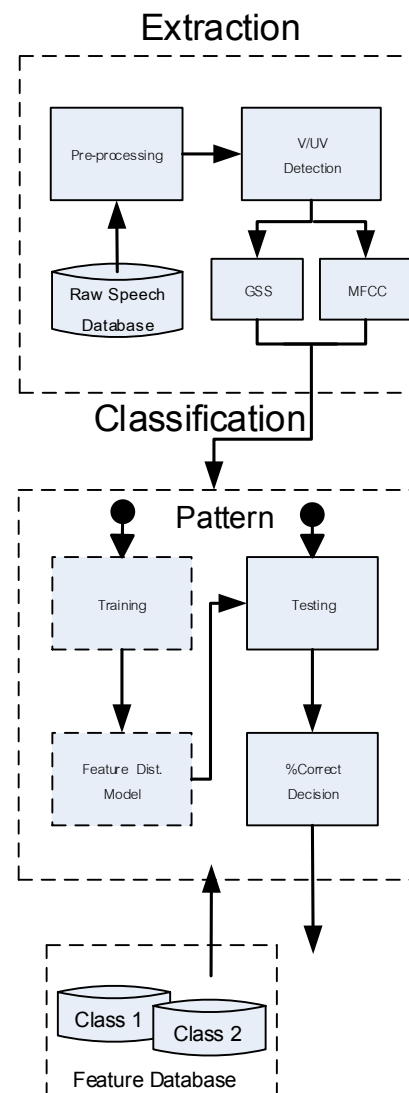 Extraction
Pre-processing
V/UV
Detection
Raw Speech
Database
GSS
MFCC
Classification
Pattern
Training
Testing
Feature Dist.
Model
%Correct
Decision
Class 1
Class 2
Feature Database